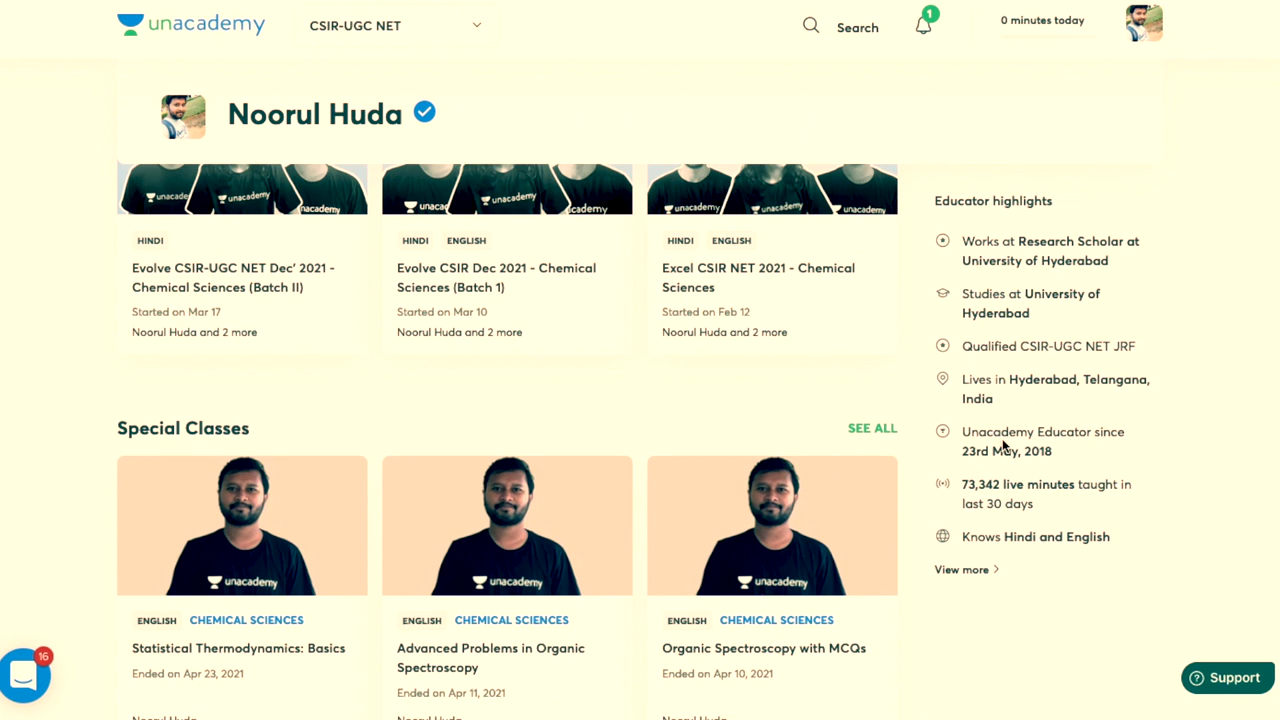 unacademy
CSIR-UGC NET
Search
1
0 minutes today
Noorul Huda
unacademy
unacademy
unacademy
unacademy
HINDI
Evolve CSIR-UGC NET Dec' 2021 -
Chemical Sciences (Batch II)
Started on Mar 17
Noorul Huda and 2 more
HINDI ENGLISH
Evolve CSIR Dec 2021 - Chemical
Sciences (Batch 1)
Started on Mar 10
Noorul Huda and 2 more
HINDI ENGLISH
Excel CSIR NET 2021 - Chemical
Sciences
Started on Feb 12
Noorul Huda and 2 more
Special Classes
SEE ALL
unacademy
ENGLISH CHEMICAL SCIENCES
Statistical Thermodynamics: Basics
Ended on Apr 23, 2021
unacademy
ENGLISH CHEMICAL SCIENCES
Advanced Problems in Organic
Spectroscopy
Ended on Apr 11, 2021
unacademy
ENGLISH CHEMICAL SCIENCES
Organic Spectroscopy with MCQs
Ended on Apr 10, 2021
Educator highlights
Works at Research Scholar at
University of Hyderabad
Studies at University of
Hyderabad
Qualified CSIR-UGC NET JRF
Lives in Hyderabad, Telangana,
India
Unacademy Educator since
23rd May, 2018
73,342 live minutes taught in
last 30 days
Knows Hindi and English
View more
16
Support